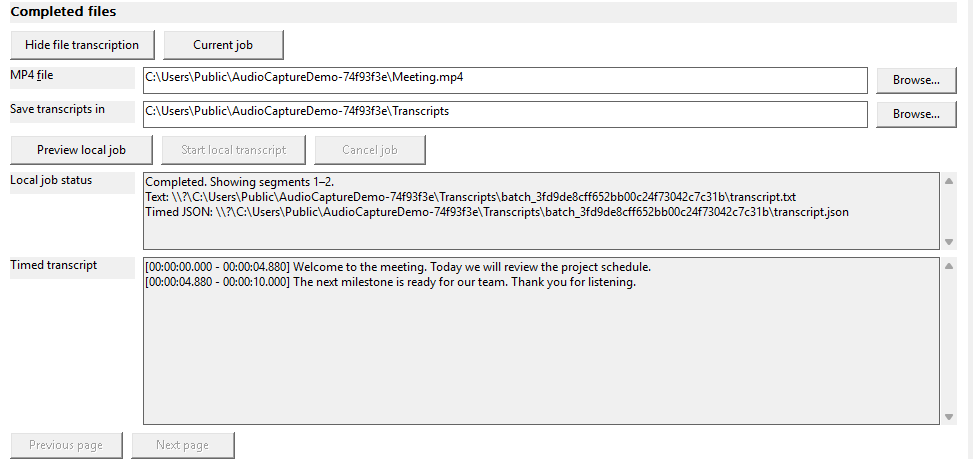 Completed files
Hide file transcription
Current job
MP4 file
C:\Users\Public\AudioCaptureDemo-74f93f3e\Meeting.mp4
Browse...
Save transcripts in
C:\Users\Public\AudioCaptureDemo-74f93f3e\Transcripts
Browse...
Preview local job
Start local transcript
Cancel job
Local job status
Completed. Showing segments 1–2.
Text: \\?\C:\Users\Public\AudioCaptureDemo-74f93f3e\Transcripts\batch_3fd9de8cff652bb00c24f73042c7c31b\transcript.txt
Timed JSON: \\?\C:\Users\Public\AudioCaptureDemo-74f93f3e\Transcripts\batch_3fd9de8cff652bb00c24f73042c7c31b\transcript.json
Timed transcript
[00:00:00.000 - 00:00:04.880] Welcome to the meeting. Today we will review the project schedule.
[00:00:04.880 - 00:00:10.000] The next milestone is ready for our team. Thank you for listening.
Previous page
Next page